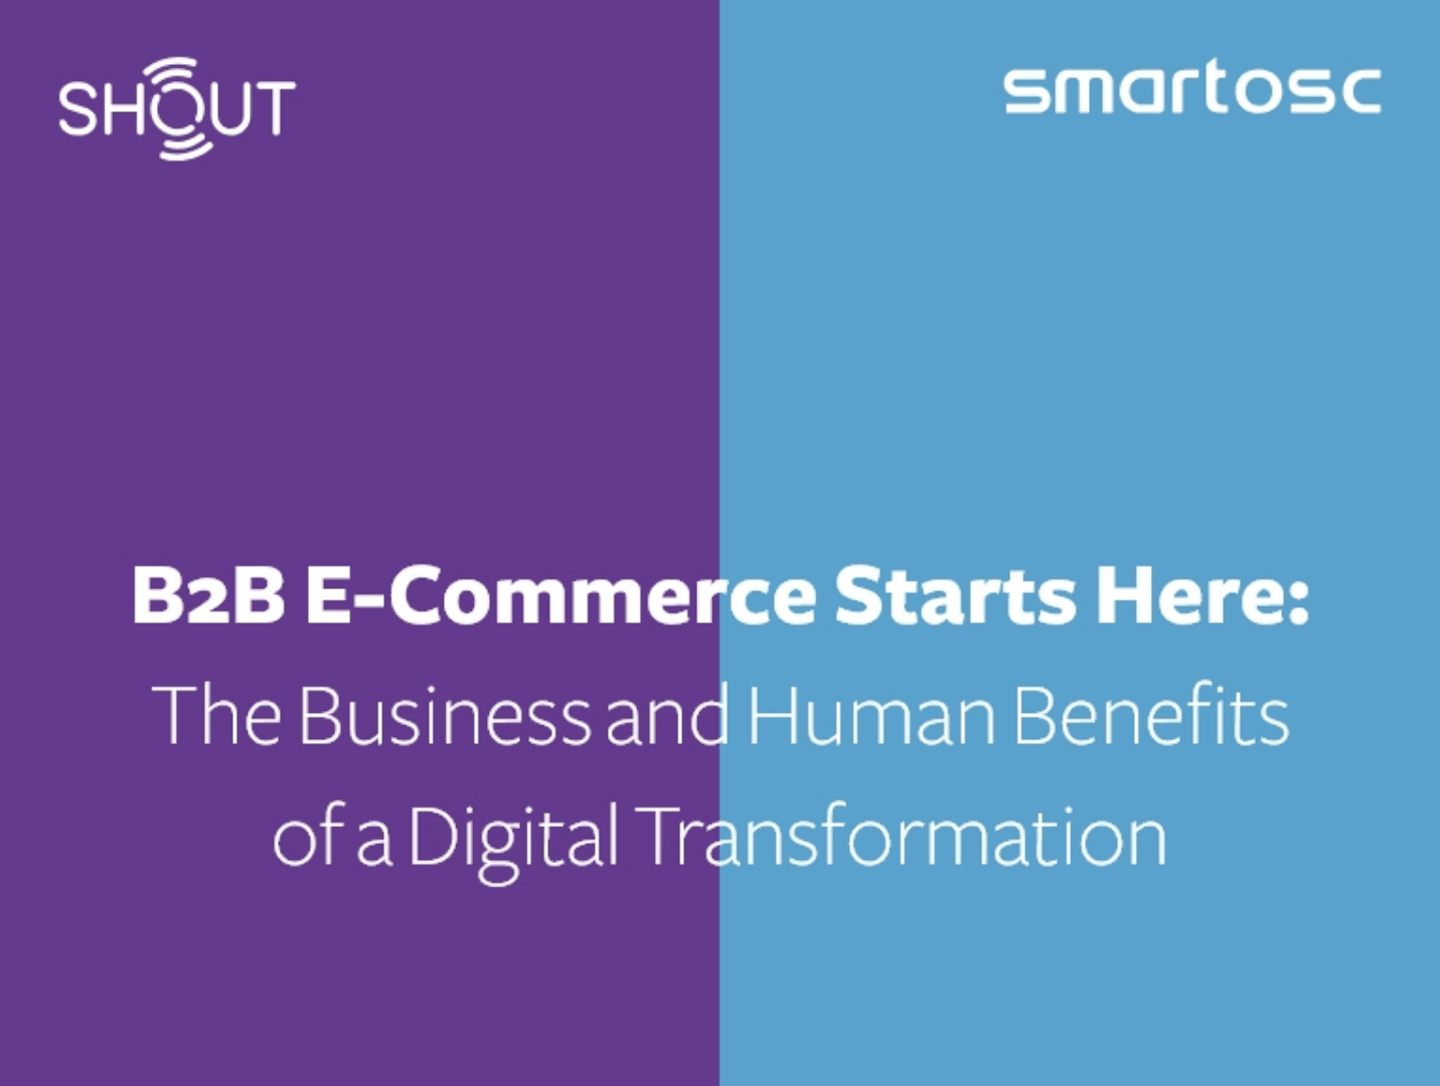 SHOUT
smartosc
B2B E-Commerce Starts Here:
The Business and Human Benefits
of a Digital Transformation